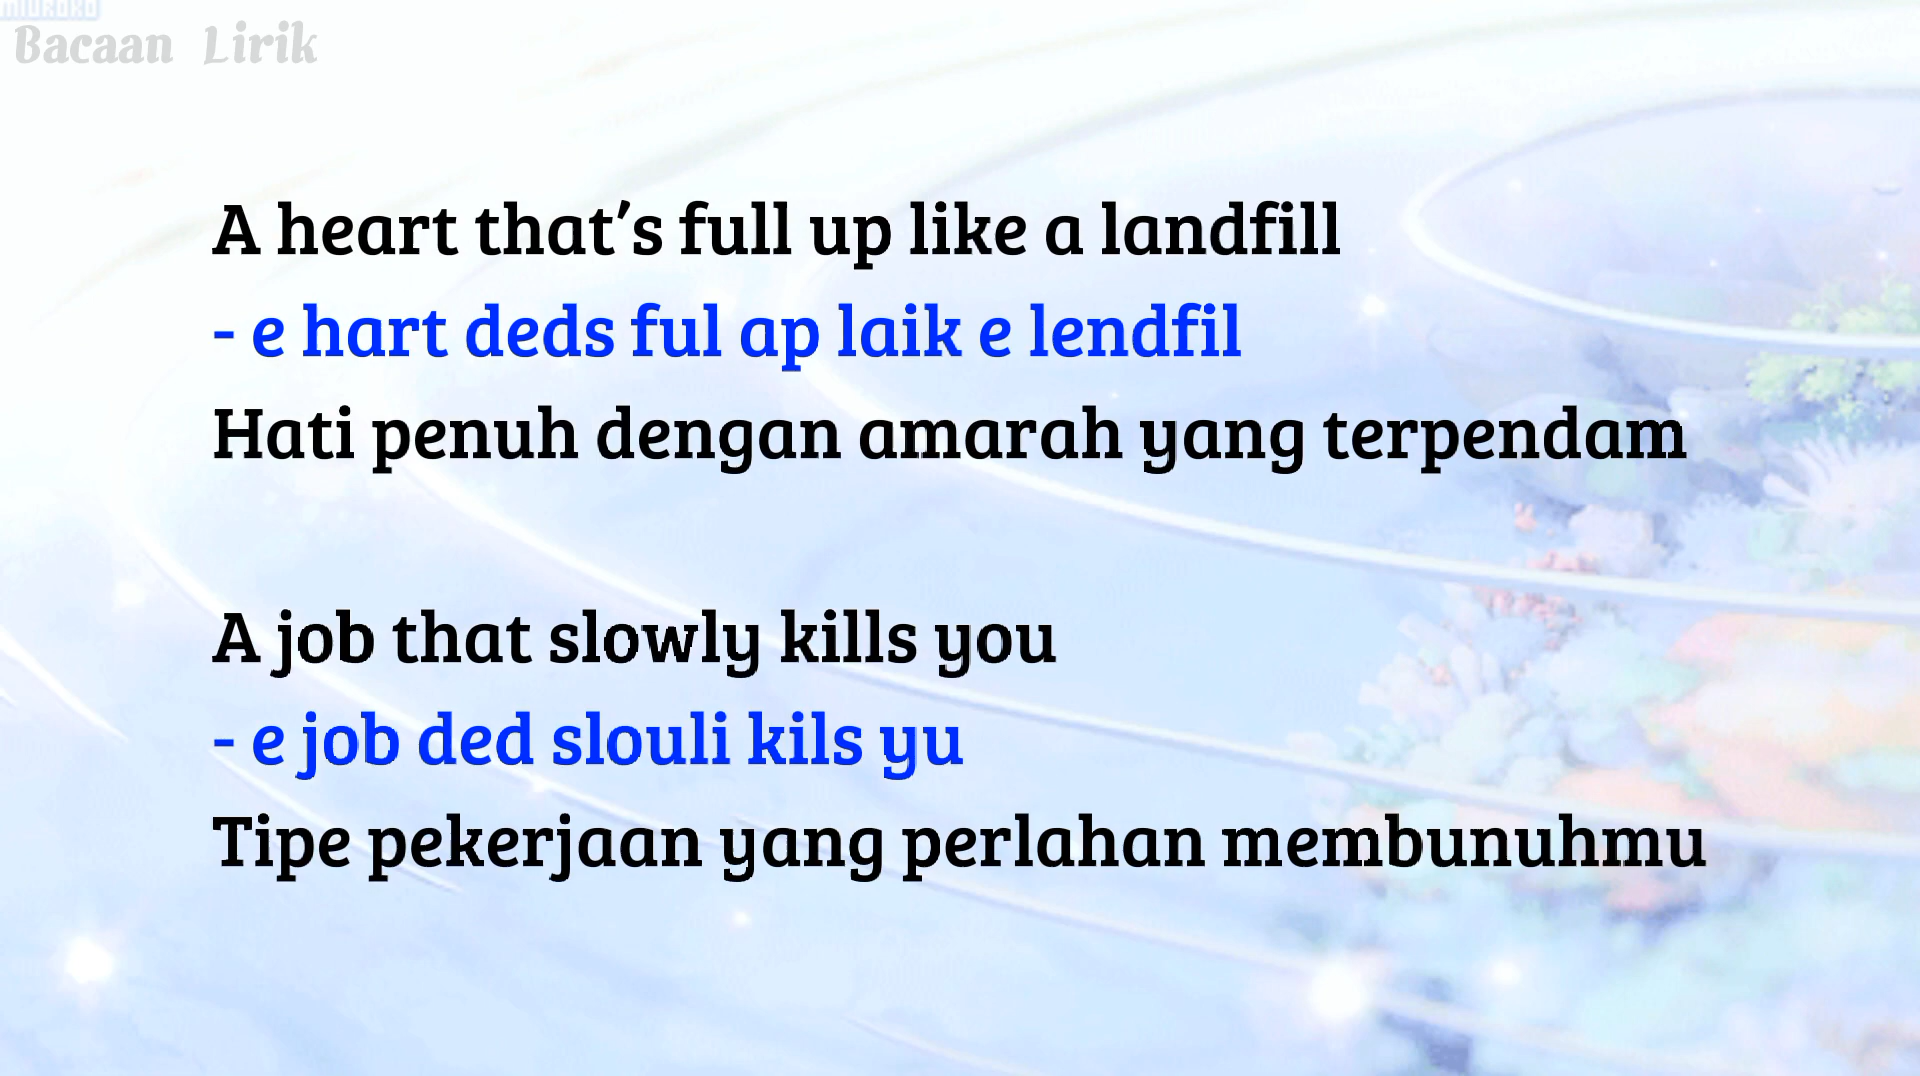 MIUROKO
Bacaan Lirik
A heart that's full up like a landfill
- e hart deds ful ap laik e lendfil
Hati penuh dengan amarah yang terpendam
A job that slowly kills you
- e job ded slouli kils yu
Tipe pekerjaan yang perlahan membunuhmu